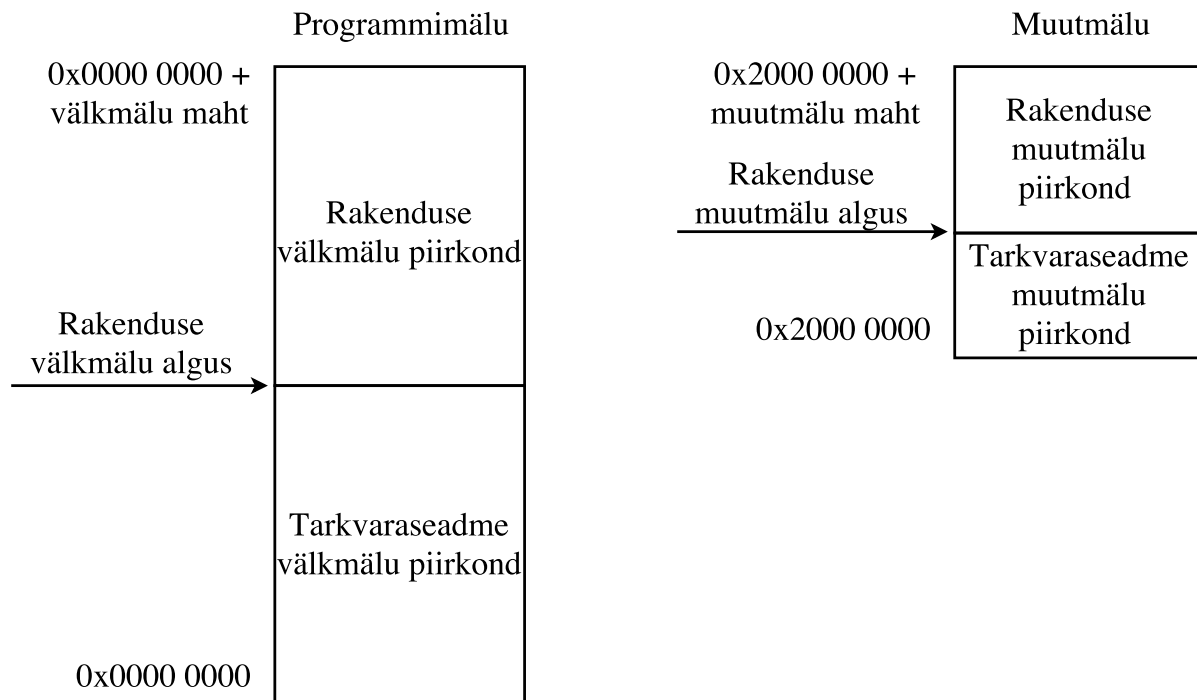 Programmimälu
0x0000 0000 +
välkmälu maht
Rakenduse
välkmälu piirkond
Rakenduse
välkmälu algus
Tarkvaraseadme
välkmälu piirkond
0x0000 0000
Muutmälu
0x2000 0000 +
muutmälu maht
Rakenduse
muutmälu
piirkond
Rakenduse
muutmälu algus
Tarkvaraseadme
muutmälu
piirkond
0x2000 0000